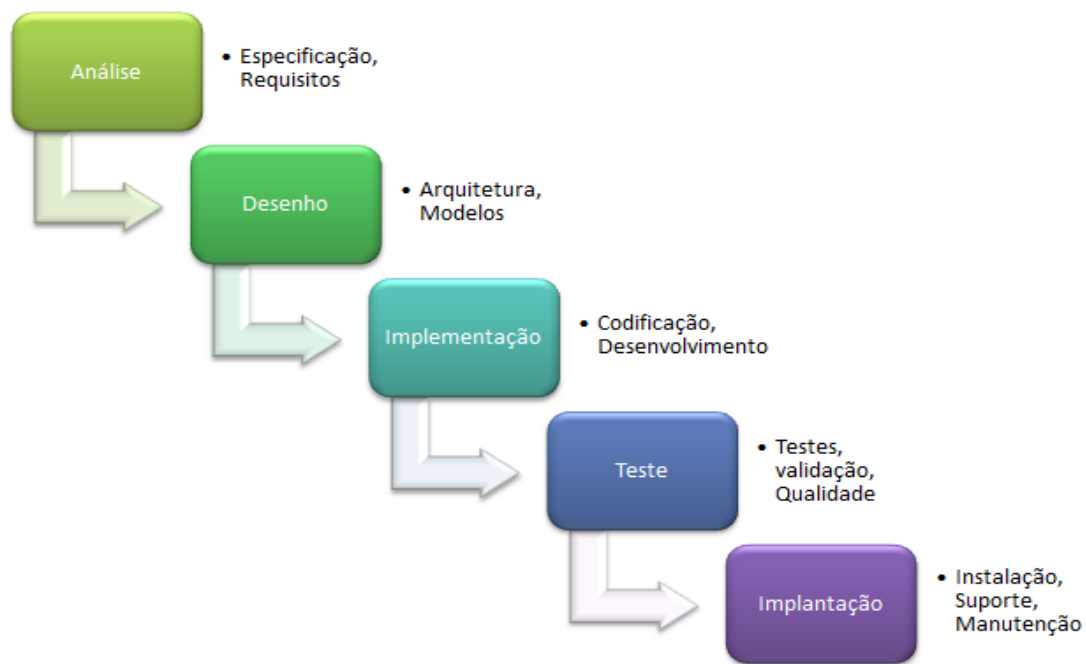 Análise
• Especificação,
Requisitos
Desenho
• Arquitetura,
Modelos
Implementação
• Codificação,
Desenvolvimento
Teste
• Testes,
validação,
Qualidade
Implantação
• Instalação,
Suporte,
Manutenção